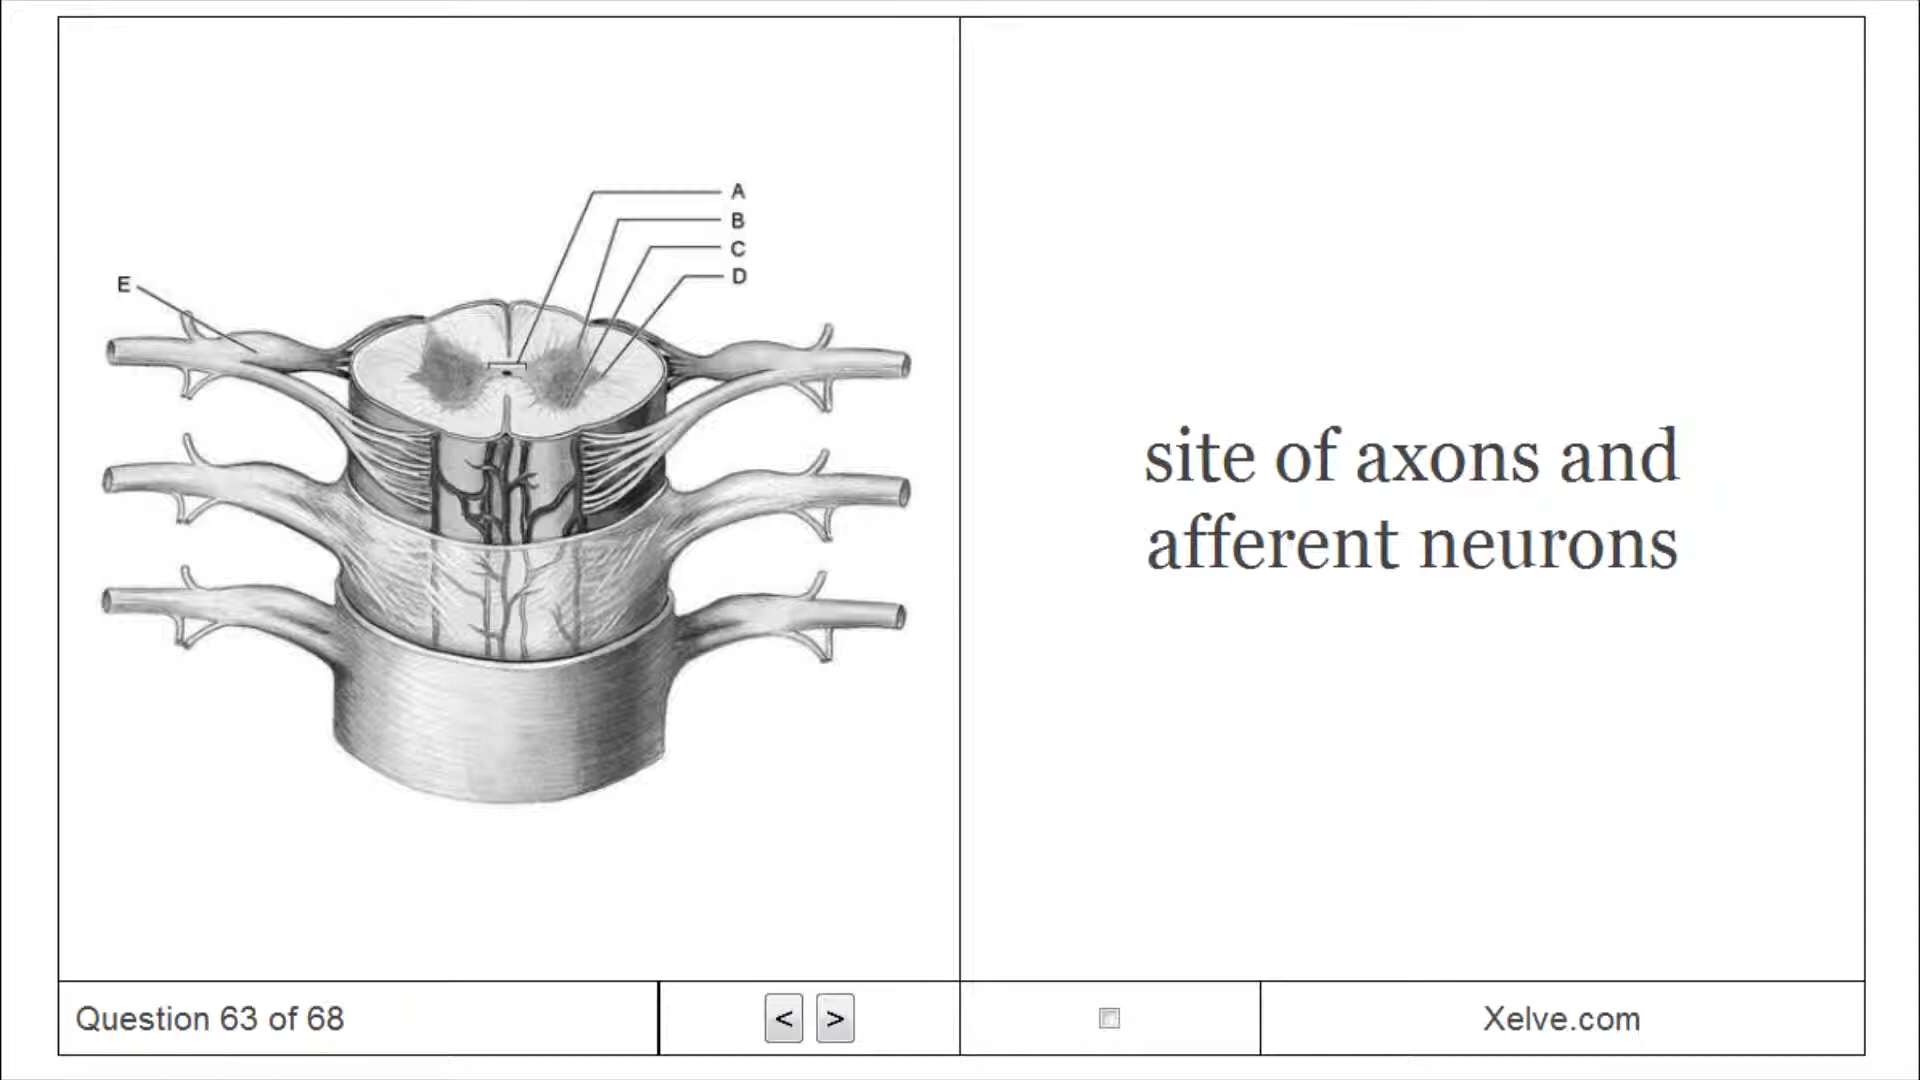 A
B
C
D
E
site of axons and
afferent neurons
Question 63 of 68
< >
Xelve.com